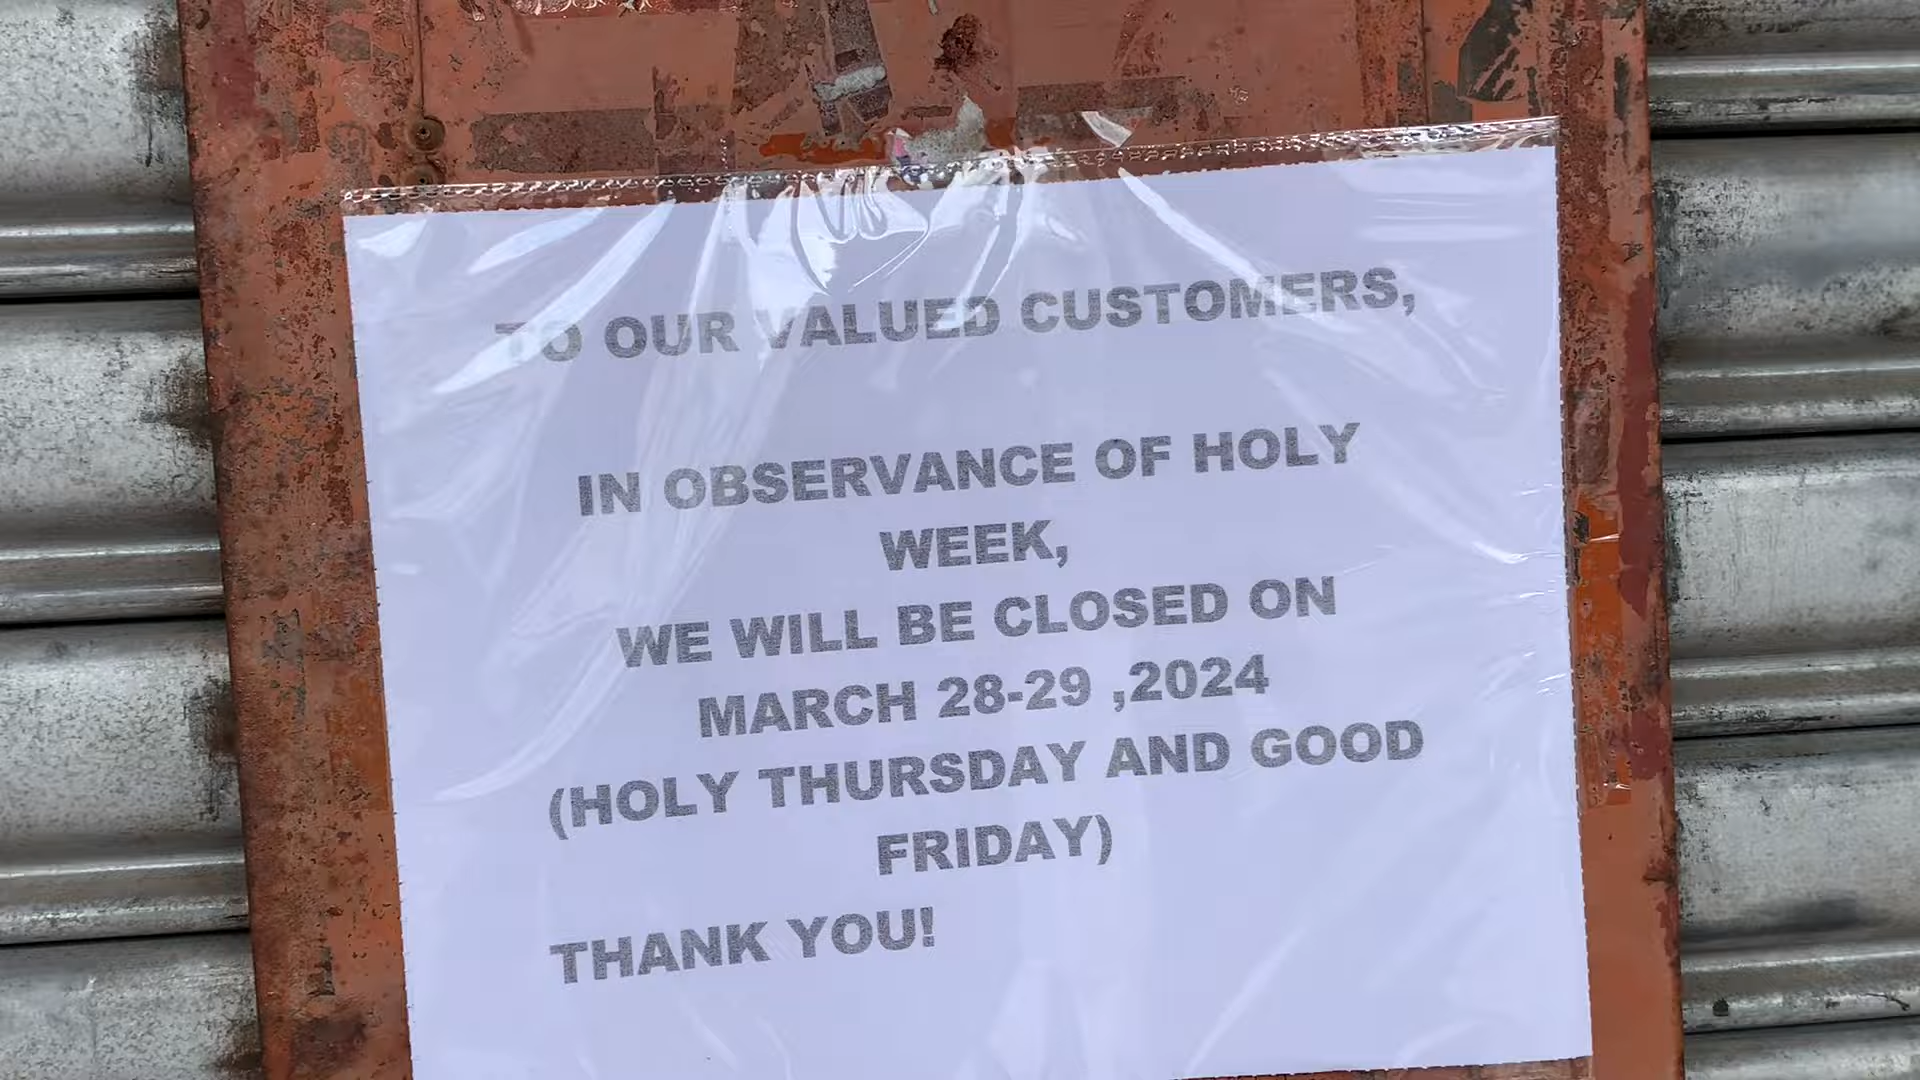 TO OUR VALUED CUSTOMERS,
IN OBSERVANCE OF HOLY
WEEK,
WE WILL BE CLOSED ON
MARCH 28-29 ,2024
(HOLY THURSDAY AND GOOD
FRIDAY)
THANK YOU!